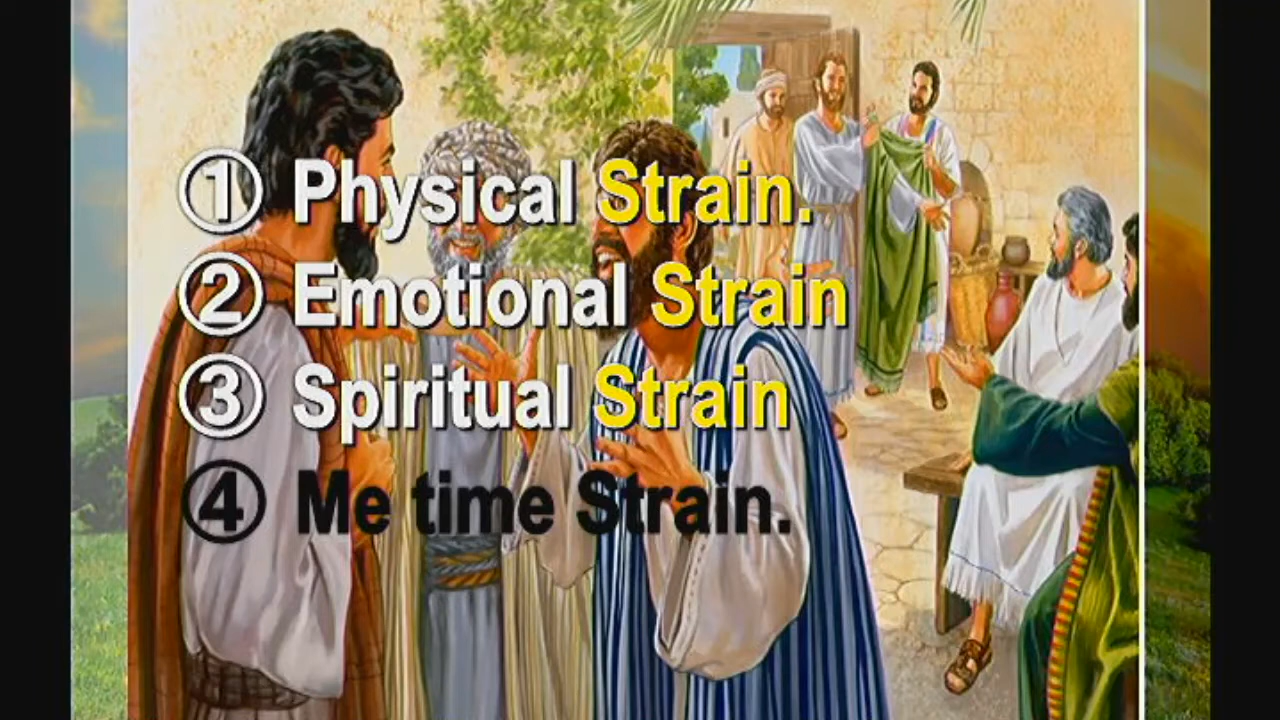 ① Physical Strain.
② Emotional Strain
③ Spiritual Strain
④ Me time Strain.